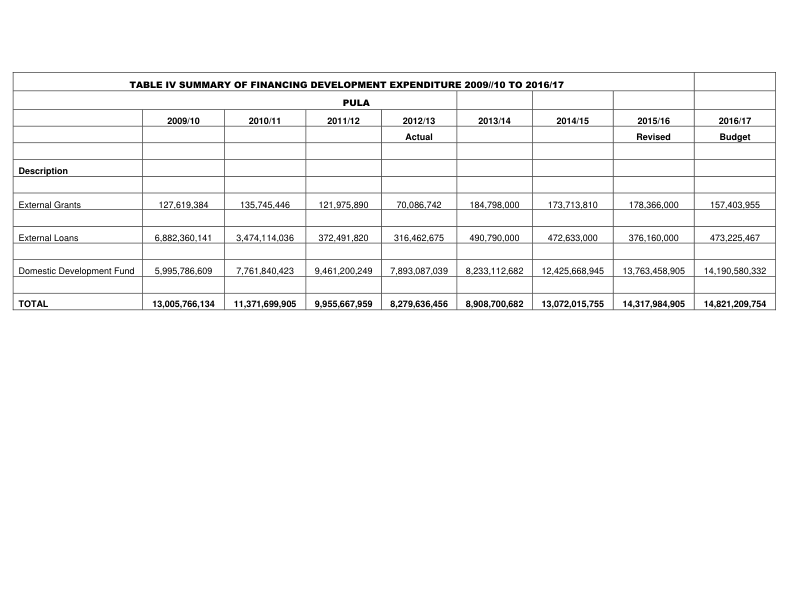 TABLE IV SUMMARY OF FINANCING DEVELOPMENT EXPENDITURE 2009//10 TO 2016/17
PULA
2009/10 2010/11 2011/12 2012/13 2013/14 2014/15 2015/16 2016/17
Actual Revised Budget
Description
External Grants 127,619,384 135,745,446 121,975,890 70,086,742 184,798,000 173,713,810 178,366,000 157,403,955
External Loans 6,882,360,141 3,474,114,036 372,491,820 316,462,675 490,790,000 472,633,000 376,160,000 473,225,467
Domestic Development Fund 5,995,786,609 7,761,840,423 9,461,200,249 7,893,087,039 8,233,112,682 12,425,668,945 13,763,458,905 14,190,580,332
TOTAL 13,005,766,134 11,371,699,905 9,955,667,959 8,279,636,456 8,908,700,682 13,072,015,755 14,317,984,905 14,821,209,754